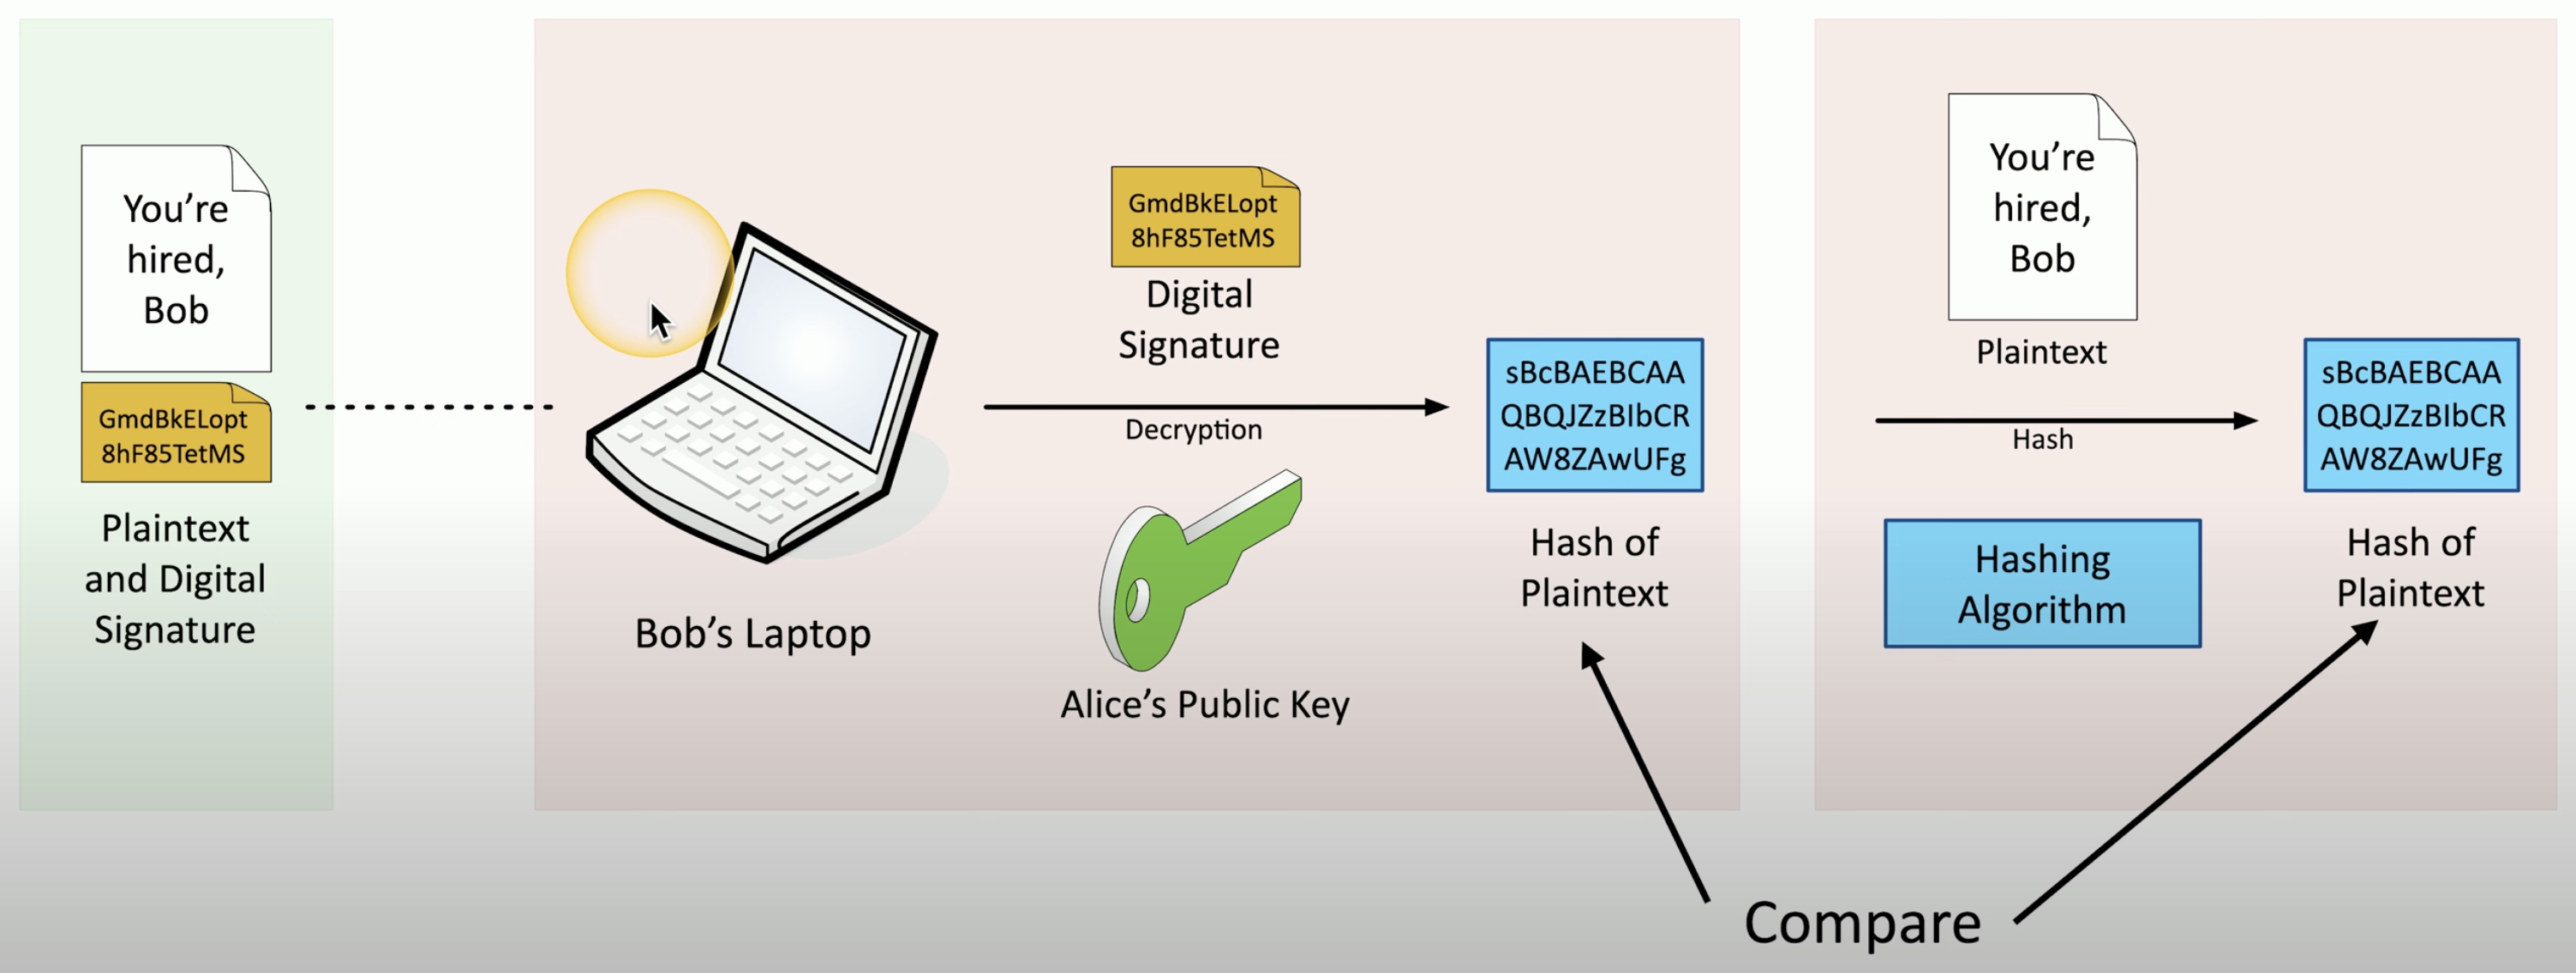 You're
hired,
Bob
GmdBkELopt
8hF85TetMS
Plaintext
and Digital
Signature
Bob's Laptop
GmdBkELopt
8hF85TetMS
Digital
Signature
Decryption
Alice's Public Key
sBcBAEBCAA
QBQJZzBIbCR
AW8ZAwUFg
Hash of
Plaintext
You're
hired,
Bob
Plaintext
Hash
Hashing
Algorithm
sBcBAEBCAA
QBQJZzBIbCR
AW8ZAwUFg
Hash of
Plaintext
Compare